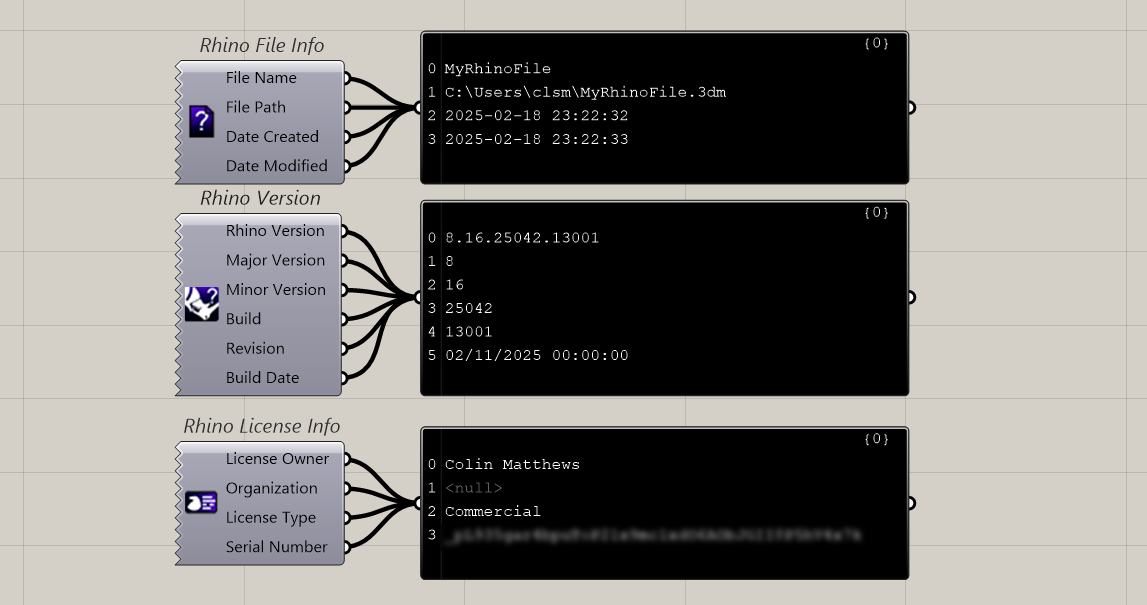 Rhino File Info
File Name
File Path
Date Created
Date Modified
{0}
0 MyRhinoFile
1 C:\Users\clsm\MyRhinoFile.3dm
2 2025-02-18 23:22:32
3 2025-02-18 23:22:33
Rhino Version
Rhino Version
Major Version
Minor Version
Build
Revision
Build Date
{0}
0 8.16.25042.13001
1 8
2 16
3 25042
4 13001
5 02/11/2025 00:00:00
Rhino License Info
License Owner
Organization
License Type
Serial Number
{0}
0 Colin Matthews
1 <null>
2 Commercial
3